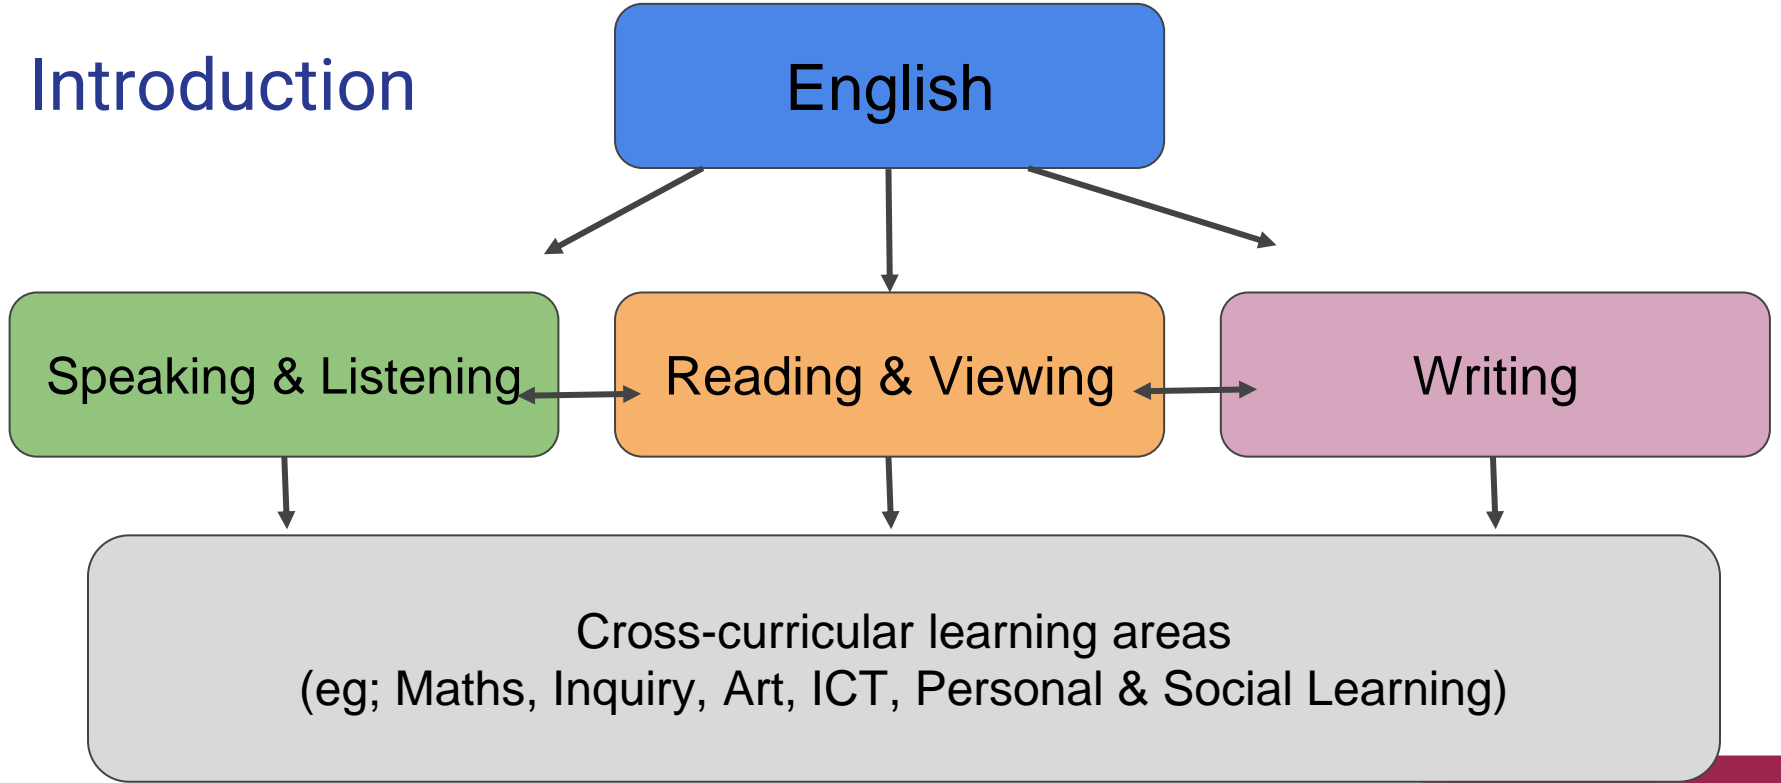 Introduction
English
Speaking & Listening
Reading & Viewing
Writing
Cross-curricular learning areas
(eg; Maths, Inquiry, Art, ICT, Personal & Social Learning)